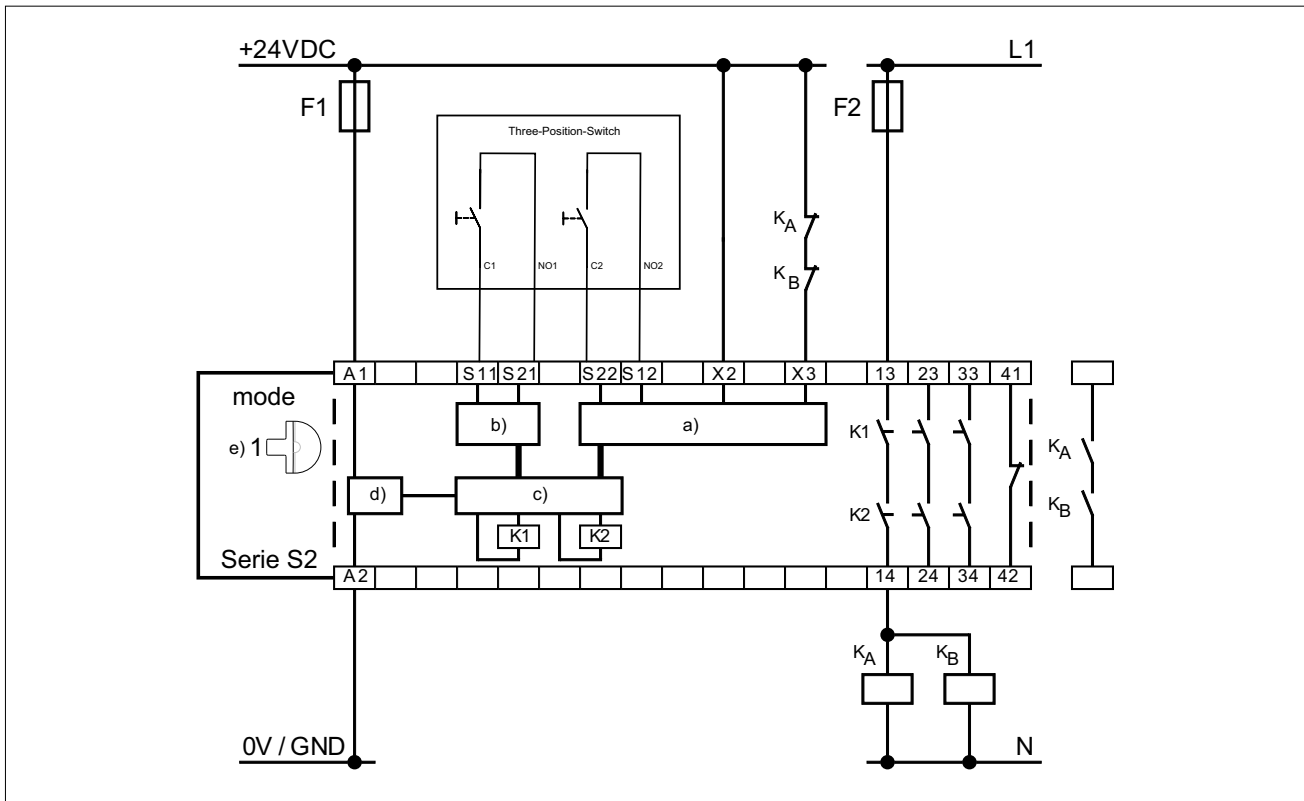 +24VDC
L1
F1
F2
Three-Position-Switch
C1 NO1 C2 NO2
KA
KB
A1 S11 S21 S22 S12 X2 X3 13 23 33 41
mode
e) 1
b) a)
K1
KA
d) c)
K2
KB
K1 K2
Serie S2
A2 14 24 34 42
KA KB
0V / GND
N